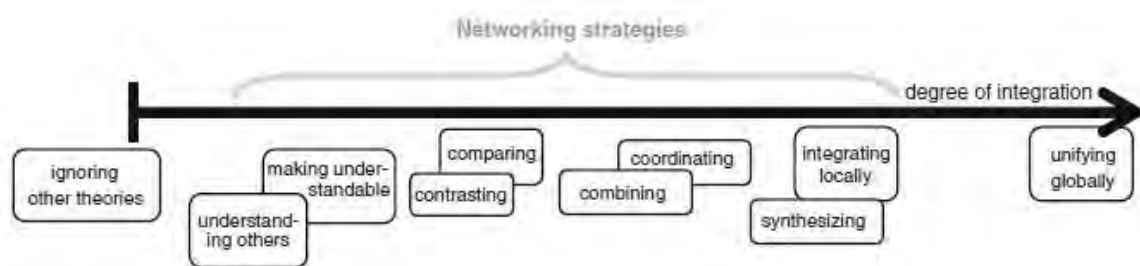 Networking strategies
degree of integration
ignoring
other theories
understand-
ing others
making under-
standable
comparing
contrasting
coordinating
combining
integrating
locally
synthesizing
unifying
globally